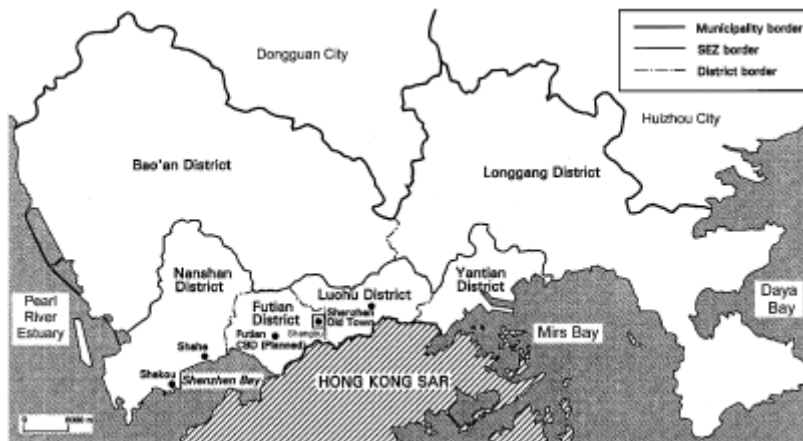 Municipality border
SEZ border
District border
Dongguan City
Huizhou City
Bao'an District
Longgang District
Nanshan
District
Yantian
District
Luohu District
Futian
District
Shenzhen
Old Town
Futian
CBD (Planned)
Pearl
River
Estuary
Daya
Bay
Mirs Bay
Shahe
Shekou
Shenzhen Bay
HONG KONG SAR
0